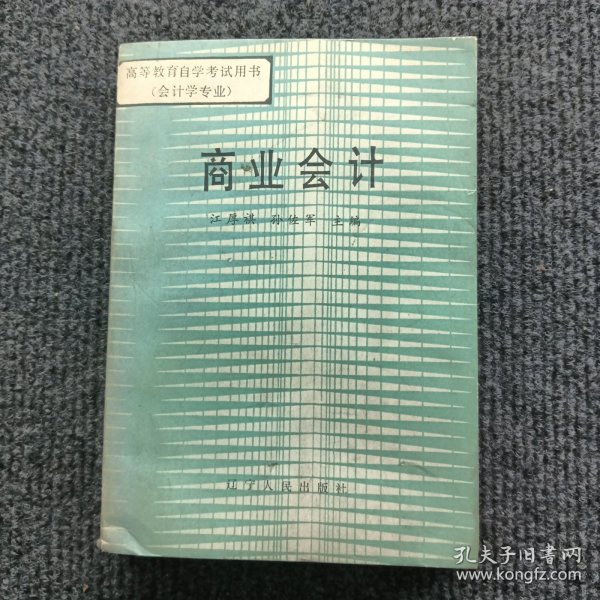 高等教育自学考试用书
（会计学专业）
商业会计
江厚祺 孙佐军 主编
辽宁人民出版社
孔夫子旧书网
www.kongfz.com